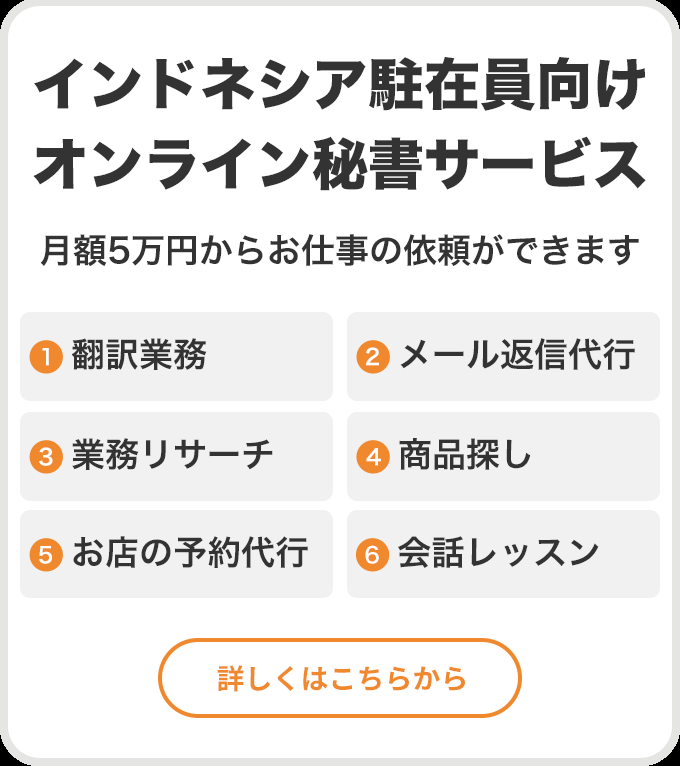 インドネシア駐在員向け
オンライン秘書サービス
月額5万円からお仕事の依頼ができます
1 翻訳業務
2 メール返信代行
3 業務リサーチ
4 商品探し
5 お店の予約代行
6 会話レッスン
詳しくはこちらから